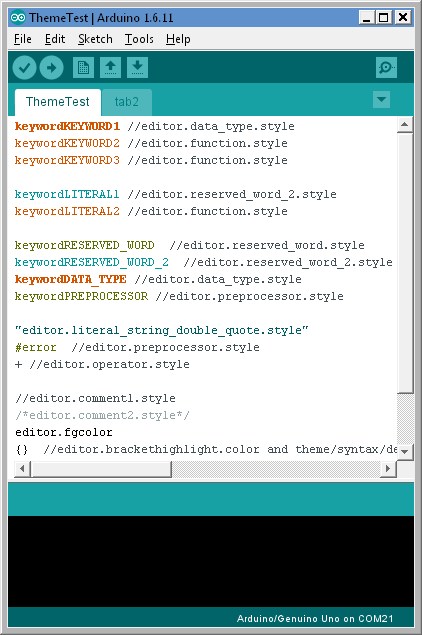 ThemeTest | Arduino 1.6.11
File Edit Sketch Tools Help
ThemeTest tab2
keywordKEYWORD1 //editor.data_type.style
keywordKEYWORD2 //editor.function.style
keywordKEYWORD3 //editor.function.style
keywordLITERAL1 //editor.reserved_word_2.style
keywordLITERAL2 //editor.function.style
keywordRESERVED_WORD //editor.reserved_word.style
keywordRESERVED_WORD_2 //editor.reserved_word_2.style
keywordDATA_TYPE //editor.data_type.style
keywordPREPROCESSOR //editor.preprocessor.style
"editor.literal_string_double_quote.style"
#error //editor.preprocessor.style
+ //editor.operator.style
//editor.comment1.style
/*editor.comment2.style*/
editor.fgcolor
{} //editor.brackethighlight.color and theme/syntax/de
Arduino/Genuino Uno on COM21